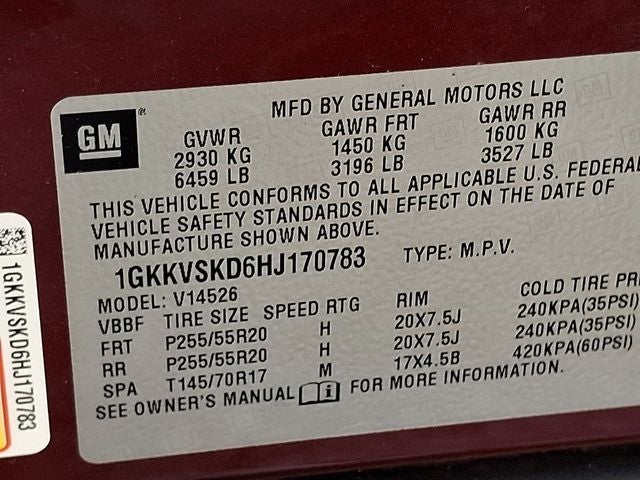 MFD BY GENERAL MOTORS LLC
GM®
GVWR GAWR FRT GAWR RR
2930 KG 1450 KG 1600 KG
6459 LB 3196 LB 3527 LB
THIS VEHICLE CONFORMS TO ALL APPLICABLE U.S. FEDERAL
VEHICLE SAFETY STANDARDS IN EFFECT ON THE DATE OF
MANUFACTURE SHOWN ABOVE.
1GKKVSKD6HJ170783 TYPE: M.P.V.
MODEL: V14526
VBBF TIRE SIZE SPEED RTG RIM COLD TIRE PR
FRT P255/55R20 H 20X7.5J 240KPA(35PSI)
RR P255/55R20 H 20X7.5J 240KPA(35PSI)
SPA T145/70R17 M 17X4.5B 420KPA(60PSI)
SEE OWNER'S MANUAL FOR MORE INFORMATION.
1GKKVSKD6HJ170783